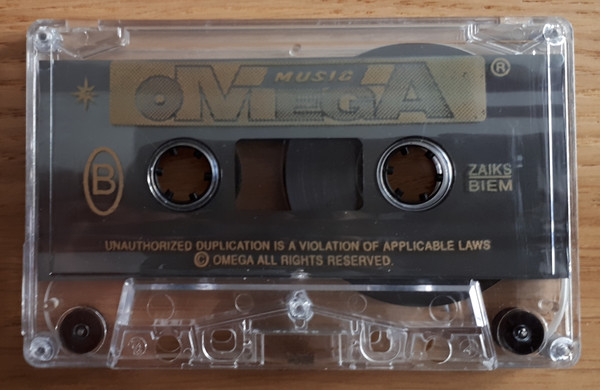 MUSIC
OMEGA
®
B
ZAIKS
BIEM
UNAUTHORIZED DUPLICATION IS A VIOLATION OF APPLICABLE LAWS
© OMEGA ALL RIGHTS RESERVED.